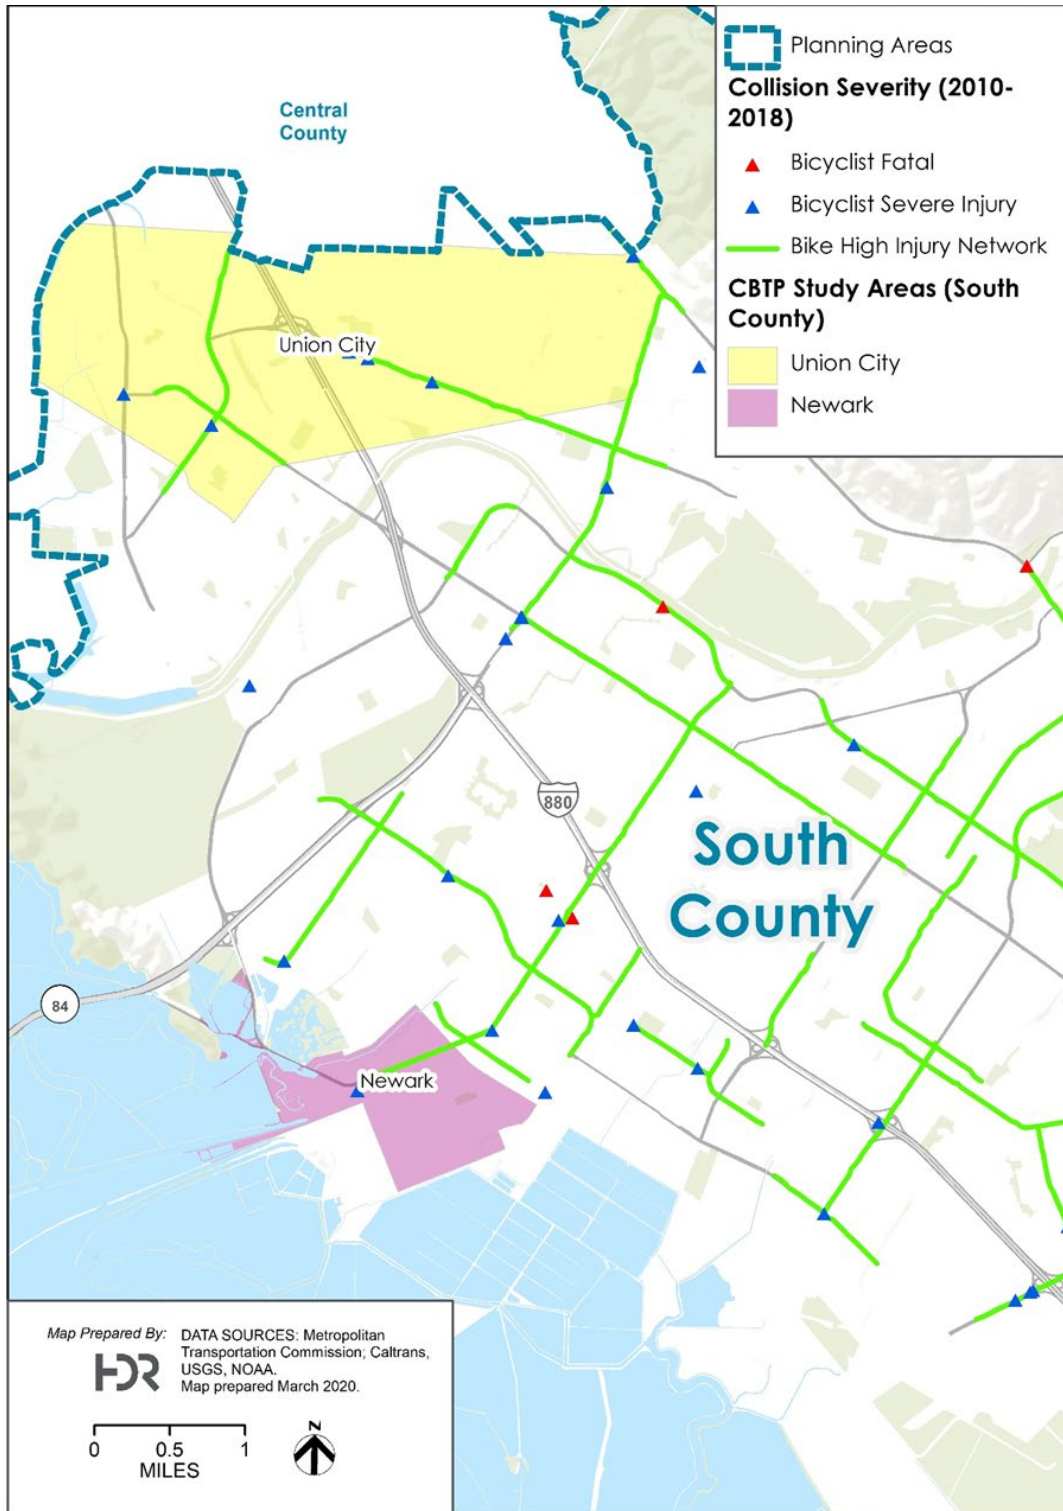 Planning Areas
Collision Severity (2010-
2018)
Bicyclist Fatal
Bicyclist Severe Injury
Bike High Injury Network
CBTP Study Areas (South
County)
Union City
Newark
Central
County
Union City
880
South
County
84
Newark
Map Prepared By:
HDR
DATA SOURCES: Metropolitan
Transportation Commission; Caltrans,
USGS, NOAA.
Map prepared March 2020.
0 0.5 1
MILES
N